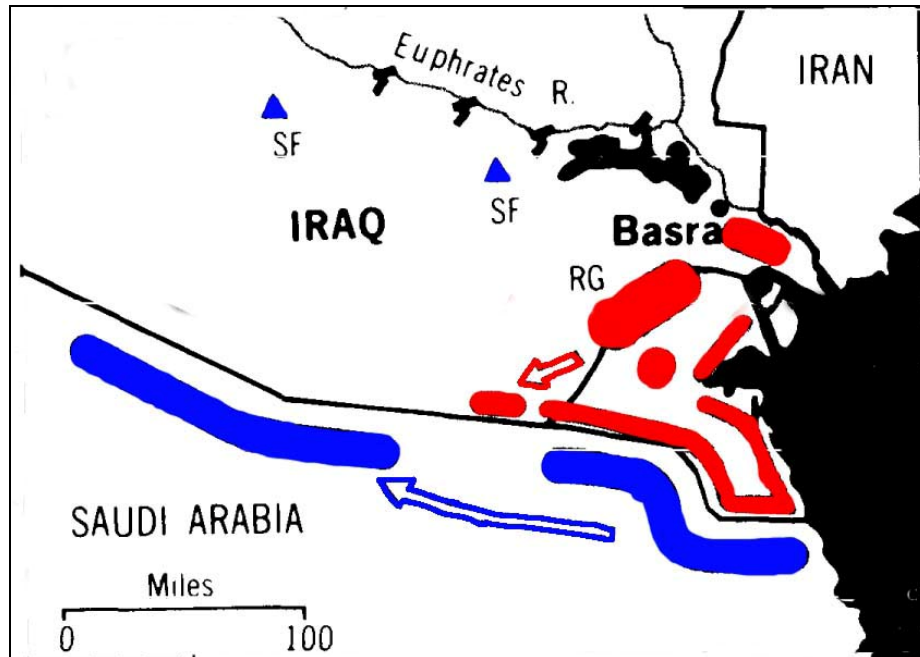 Euphrates R.
IRAN
SF
SF
IRAQ
Basra
RG
K
SAUDI ARABIA
Miles
0 100